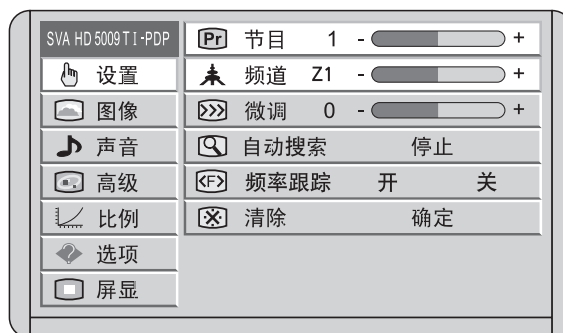 SVA HD 5009 T I -PDP
Pr 节目 1 - +
设置
频道 Z1 - +
图像
微调 0 - +
声音
自动搜索 停止
高级
<F> 频率跟踪 开 关
比例
清除 确定
选项
屏显